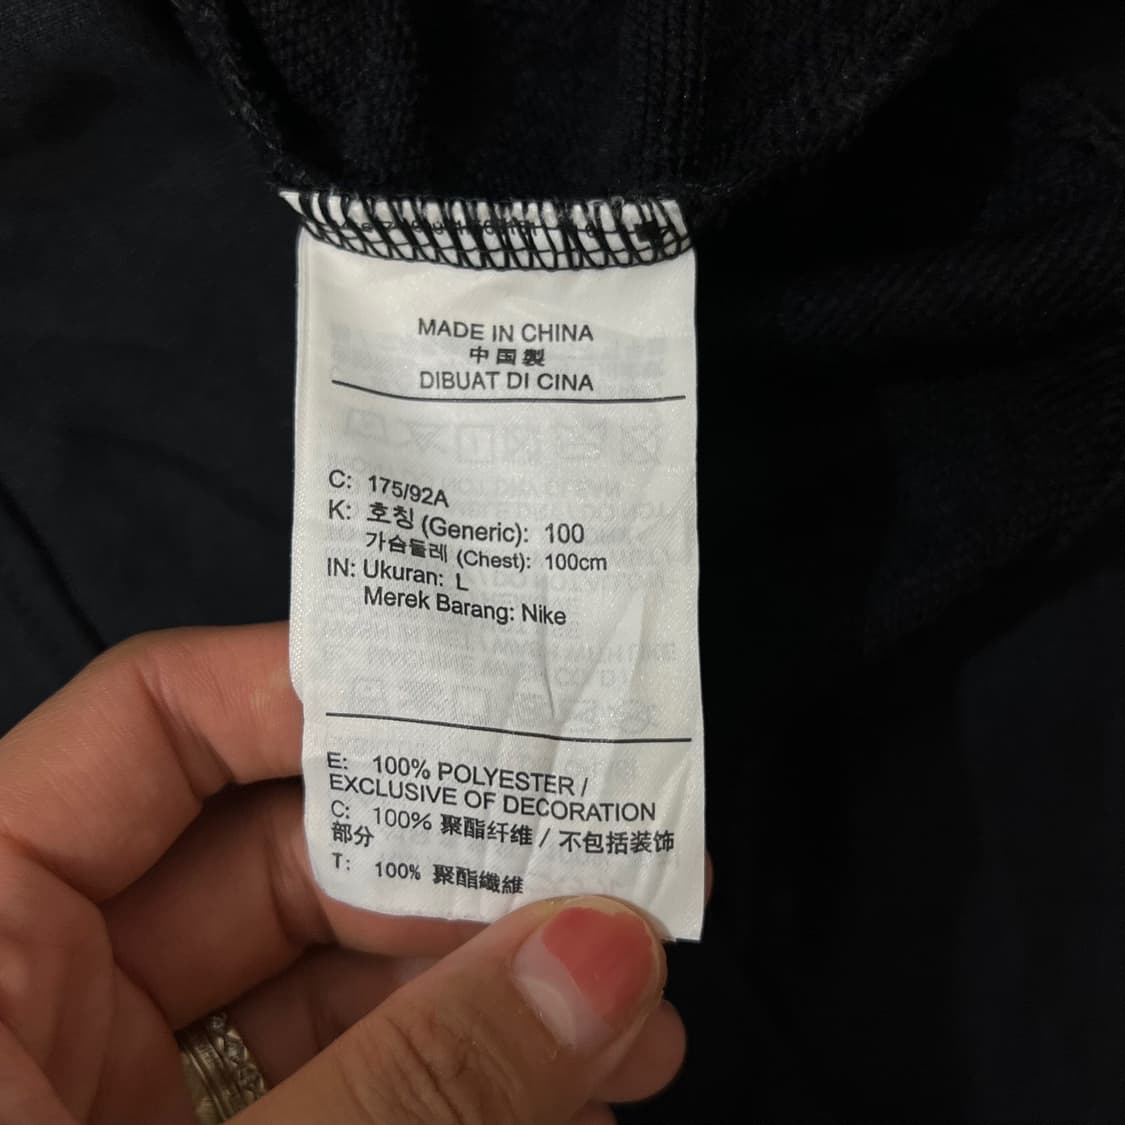 MADE IN CHINA
中国製
DIBUAT DI CINA
C: 175/92A
K: 호칭 (Generic): 100
가슴둘레 (Chest): 100cm
IN: Ukuran: L
Merek Barang: Nike
E: 100% POLYESTER /
EXCLUSIVE OF DECORATION
C: 100% 聚酯纤维 / 不包括装饰
部分
T: 100% 聚酯纖維